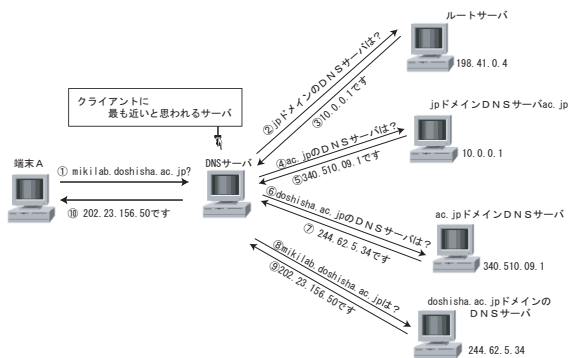 ルートサーバ
198.41.0.4
②jpドメインのDNSサーバは?
③10.0.0.1です
クライアントに
最も近いと思われるサーバ
jpドメインDNSサーバac.jp
10.0.0.1
④ac.jpのDNSサーバは?
⑤340.510.09.1です
端末A
① mikilab.doshisha.ac.jp?
⑩ 202.23.156.50です
DNSサーバ
⑥doshisha.ac.jpのDNSサーバは?
⑦ 244.62.5.34です
ac.jpドメインDNSサーバ
340.510.09.1
⑧mikilab.doshisha.ac.jpは?
⑨202.23.156.50です
doshisha.ac.jpドメインの
DNSサーバ
244.62.5.34